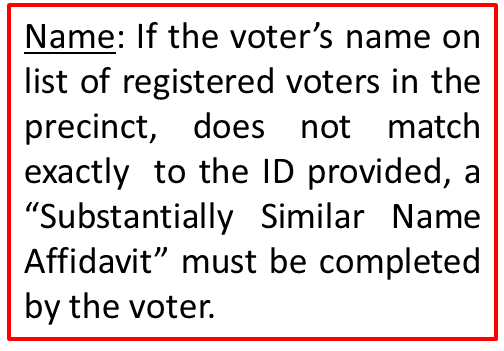 Name: If the voter’s name on
list of registered voters in the
precinct, does not match
exactly  to the ID provided, a
“Substantially Similar Name
Affidavit” must be completed
by the voter.